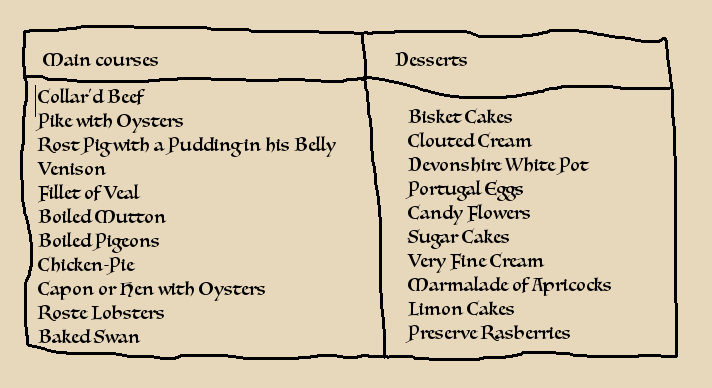 Main courses
Collar'd Beef
Pike with Oysters
Rost Pig with a Pudding in his Belly
Venison
Fillet of Veal
Boiled Mutton
Boiled Pigeons
Chicken-Pie
Capon or Hen with Oysters
Roste Lobsters
Baked Swan
Desserts
Bisket Cakes
Clouted Cream
Devonshire White Pot
Portugal Eggs
Candy Flowers
Sugar Cakes
Very Fine Cream
Marmalade of Apricocks
Limon Cakes
Preserve Rasberries